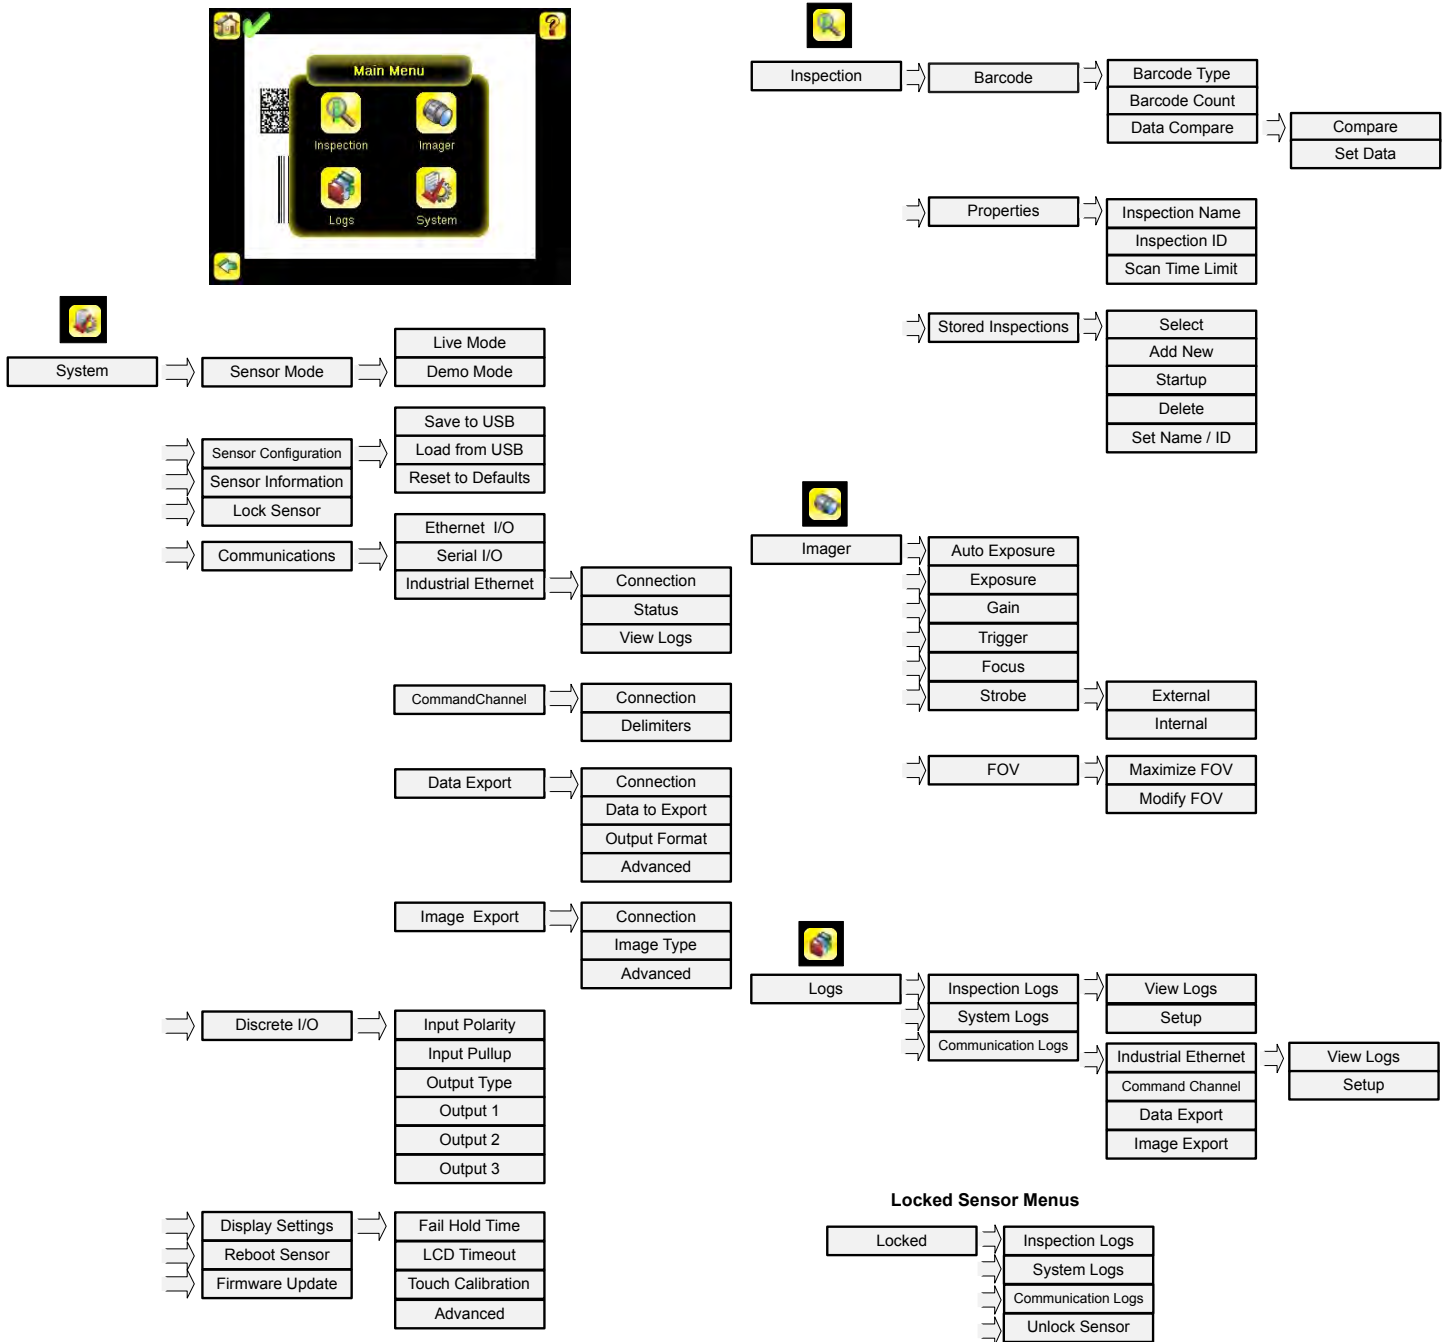 Main Menu
Inspection
Imager
Logs
System
System
Sensor Mode
Live Mode
Demo Mode
Sensor Configuration
Save to USB
Load from USB
Reset to Defaults
Sensor Information
Lock Sensor
Communications
Ethernet I/O
Serial I/O
Industrial Ethernet
Connection
Status
View Logs
CommandChannel
Connection
Delimiters
Data Export
Connection
Data to Export
Output Format
Advanced
Image Export
Connection
Image Type
Advanced
Discrete I/O
Input Polarity
Input Pullup
Output Type
Output 1
Output 2
Output 3
Display Settings
Fail Hold Time
LCD Timeout
Touch Calibration
Advanced
Reboot Sensor
Firmware Update
Inspection
Barcode
Barcode Type
Barcode Count
Data Compare
Compare
Set Data
Properties
Inspection Name
Inspection ID
Scan Time Limit
Stored Inspections
Select
Add New
Startup
Delete
Set Name / ID
Imager
Auto Exposure
Exposure
Gain
Trigger
Focus
Strobe
External
Internal
FOV
Maximize FOV
Modify FOV
Logs
Inspection Logs
View Logs
Setup
System Logs
Communication Logs
Industrial Ethernet
View Logs
Setup
Command Channel
Data Export
Image Export
Locked Sensor Menus
Locked
Inspection Logs
System Logs
Communication Logs
Unlock Sensor